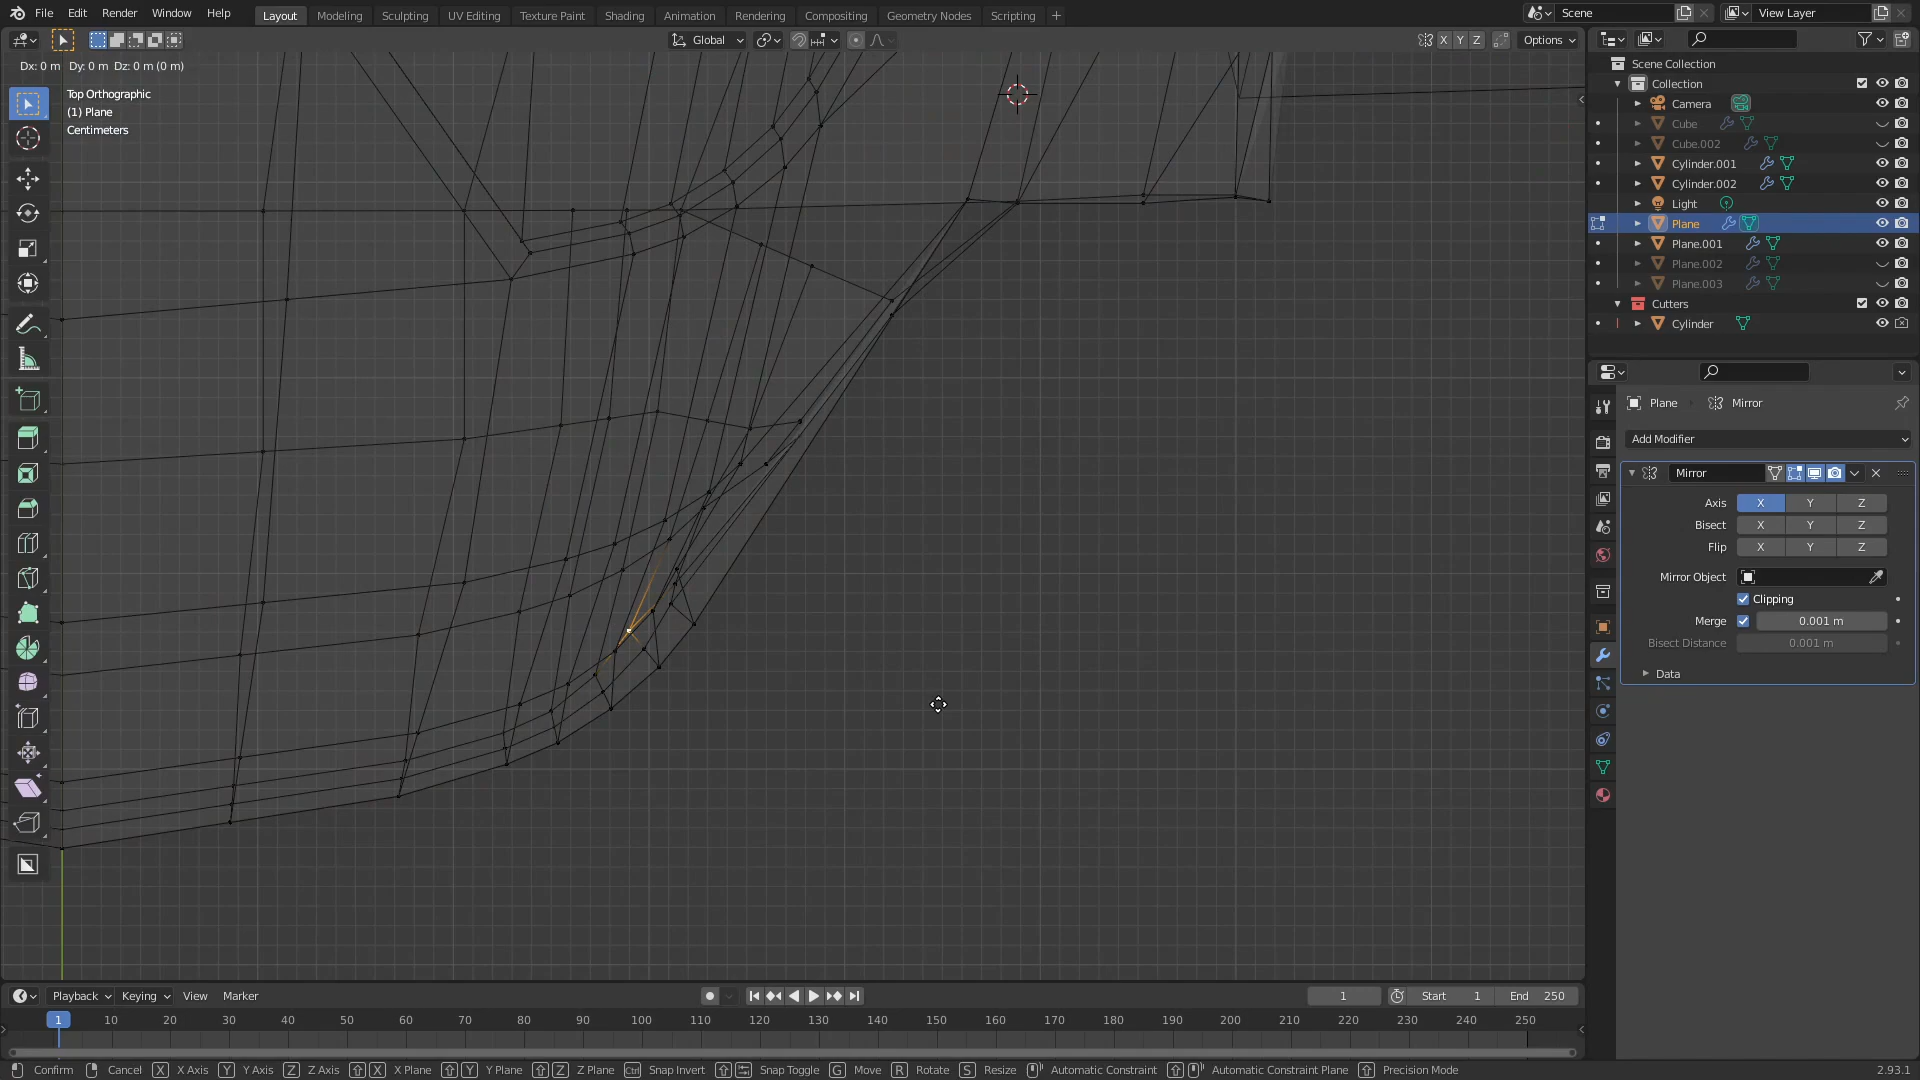 File Edit Render Window Help Layout Modeling Sculpting UV Editing Texture Paint Shading Animation Rendering Compositing Geometry Nodes Scripting + Scene View Layer
Global X Y Z Options
Dx: 0 m Dy: 0 m Dz: 0 m (0 m)
Top Orthographic
(1) Plane
Centimeters
Scene Collection
Collection
Camera
Cube
Cube.002
Cylinder.001
Cylinder.002
Light
Plane
Plane.001
Plane.002
Plane.003
Cutters
Cylinder
Plane Mirror
Add Modifier
Mirror
Axis X Y Z
Bisect X Y Z
Flip X Y Z
Mirror Object
Clipping
Merge 0.001 m
Bisect Distance 0.001 m
Data
Playback Keying View Marker 1 Start 1 End 250
1 10 20 30 40 50 60 70 80 90 100 110 120 130 140 150 160 170 180 190 200 210 220 230 240 250
Confirm Cancel X X Axis Y Y Axis Z Z Axis X X Plane Y Y Plane Z Z Plane Ctrl Snap Invert Snap Toggle G Move R Rotate S Resize Automatic Constraint Automatic Constraint Plane Precision Mode 2.93.1